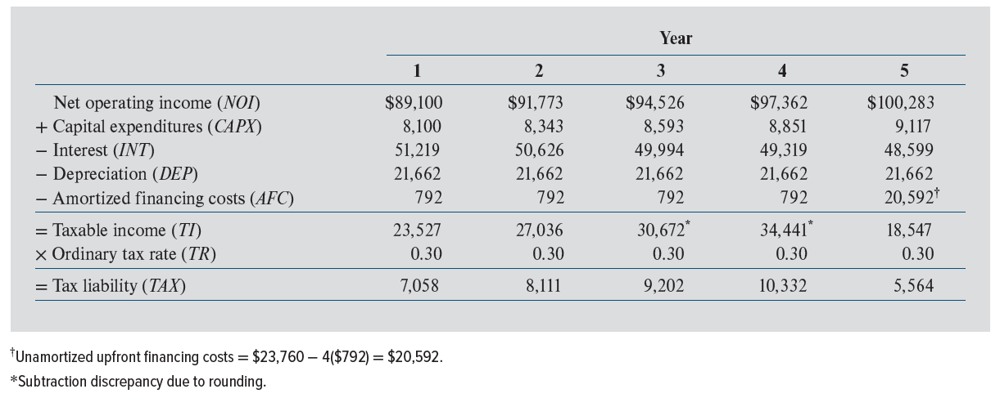 Year
1 2 3 4 5
Net operating income (NOI) $89,100 $91,773 $94,526 $97,362 $100,283
+ Capital expenditures (CAPX) 8,100 8,343 8,593 8,851 9,117
− Interest (INT) 51,219 50,626 49,994 49,319 48,599
− Depreciation (DEP) 21,662 21,662 21,662 21,662 21,662
− Amortized financing costs (AFC) 792 792 792 792 20,592†
= Taxable income (TI) 23,527 27,036 30,672* 34,441* 18,547
× Ordinary tax rate (TR) 0.30 0.30 0.30 0.30 0.30
= Tax liability (TAX) 7,058 8,111 9,202 10,332 5,564
†Unamortized upfront financing costs = $23,760 – 4($792) = $20,592.
*Subtraction discrepancy due to rounding.